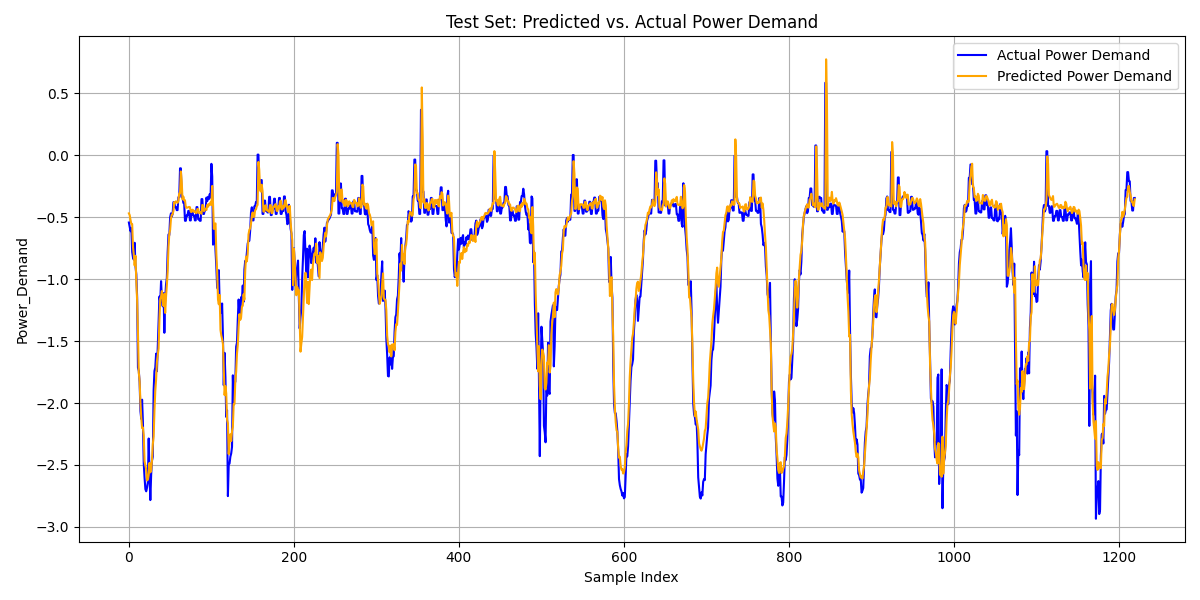 Test Set: Predicted vs. Actual Power Demand
Actual Power Demand
Predicted Power Demand
Power_Demand
0.5
0.0
−0.5
−1.0
−1.5
−2.0
−2.5
−3.0
0 200 400 600 800 1000 1200
Sample Index